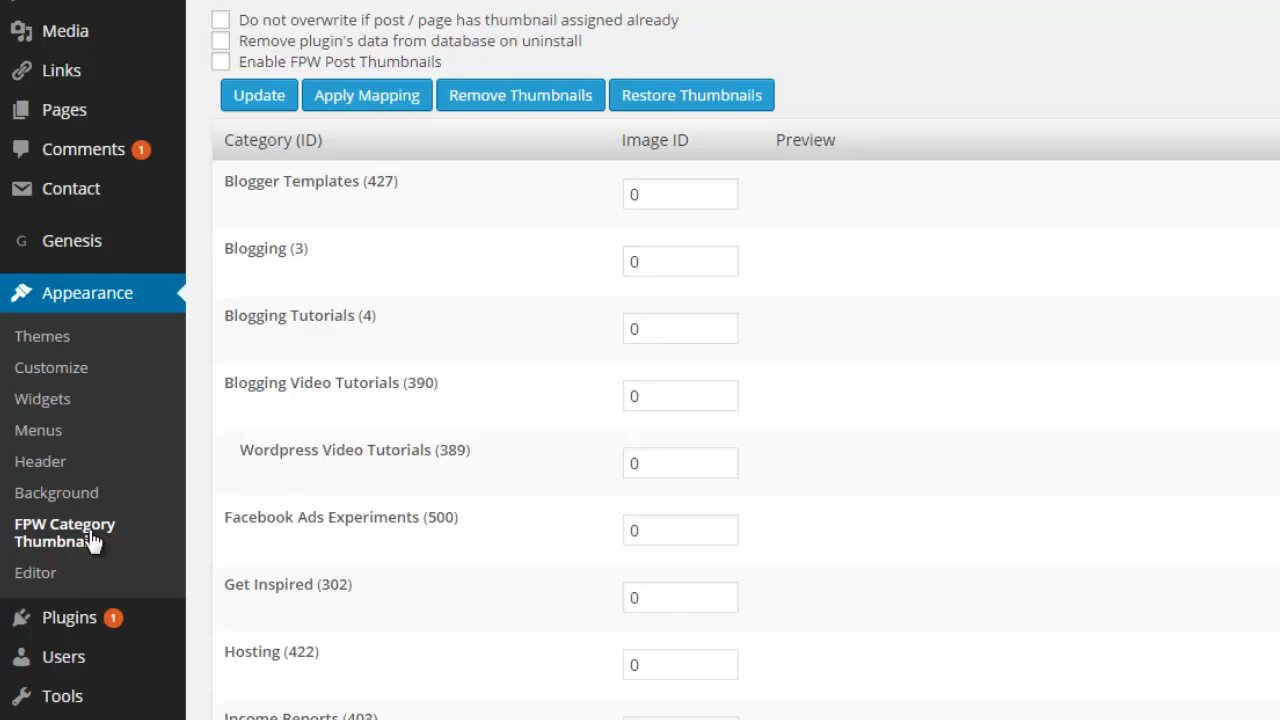 Media
Links
Pages
Comments 1
Contact
G Genesis
Appearance
Themes
Customize
Widgets
Menus
Header
Background
FPW Category
Thumbnails
Editor
Plugins 1
Users
Tools
Do not overwrite if post / page has thumbnail assigned already
Remove plugin's data from database on uninstall
Enable FPW Post Thumbnails
Update Apply Mapping Remove Thumbnails Restore Thumbnails
Category (ID) Image ID Preview
Blogger Templates (427) 0
Blogging (3) 0
Blogging Tutorials (4) 0
Blogging Video Tutorials (390) 0
Wordpress Video Tutorials (389) 0
Facebook Ads Experiments (500) 0
Get Inspired (302) 0
Hosting (422) 0
Income Reports (403)